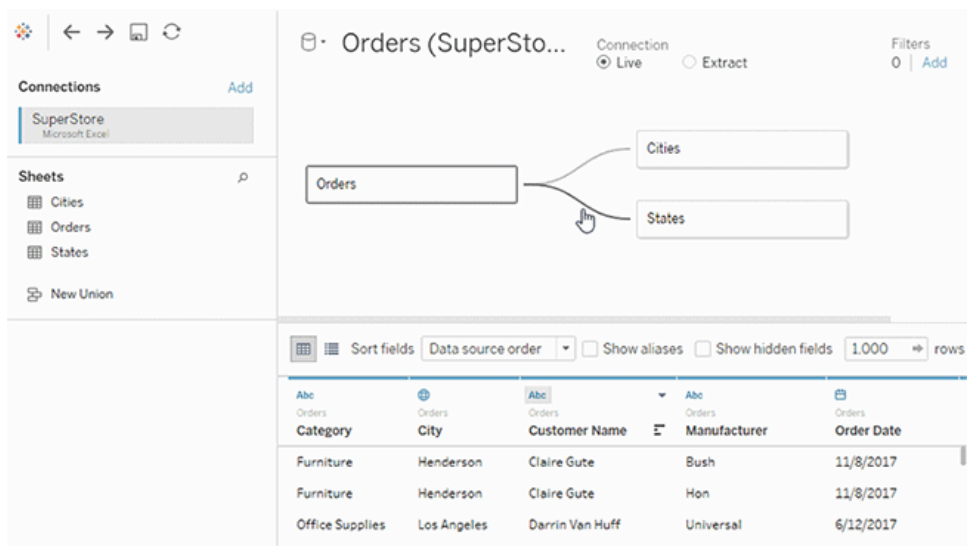 Orders (SuperSto...
Connection
Live
Extract
Filters
0 | Add
Connections
Add
SuperStore
Microsoft Excel
Sheets
Cities
Orders
States
New Union
Orders
Cities
States
Sort fields
Data source order
Show aliases
Show hidden fields
1.000
rows
Abc
Abc
Abc
Orders
Orders
Orders
Orders
Orders
Category
City
Customer Name
Manufacturer
Order Date
Furniture
Henderson
Claire Gute
Bush
11/8/2017
Furniture
Henderson
Claire Gute
Hon
11/8/2017
Office Supplies
Los Angeles
Darrin Van Huff
Universal
6/12/2017